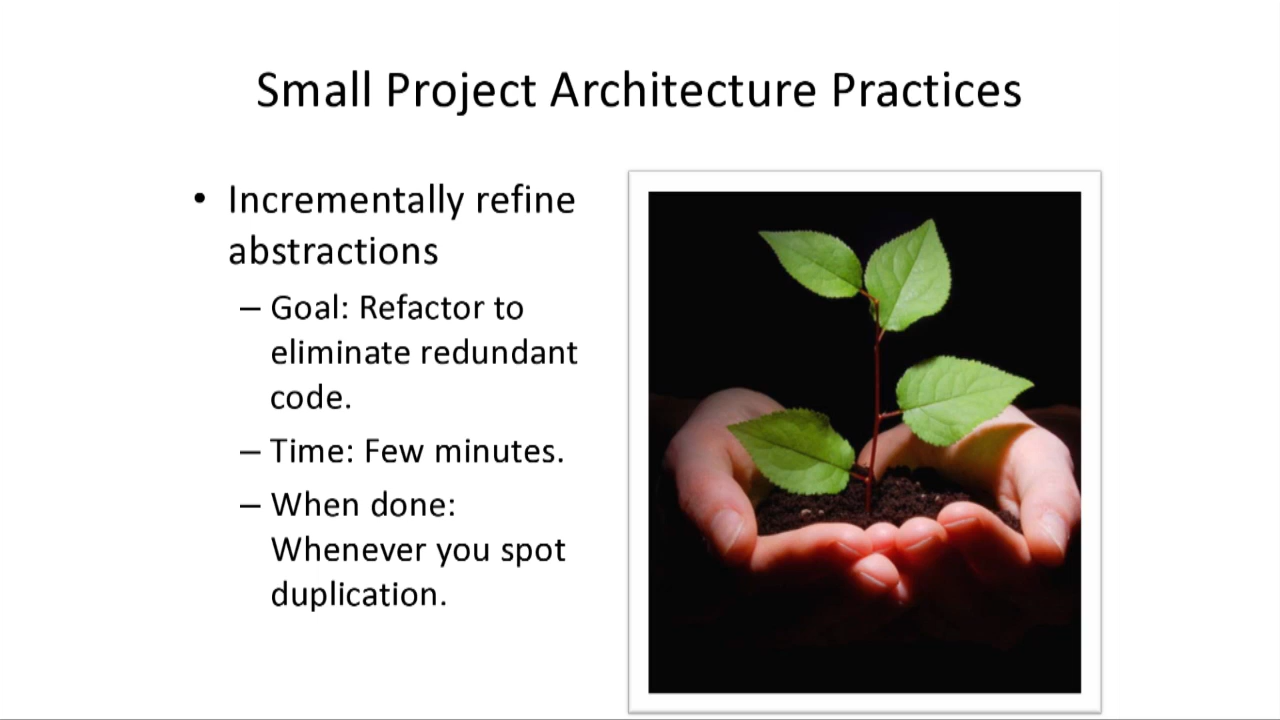 Small Project Architecture Practices
• Incrementally refine
abstractions
– Goal: Refactor to
eliminate redundant
code.
– Time: Few minutes.
– When done:
Whenever you spot
duplication.